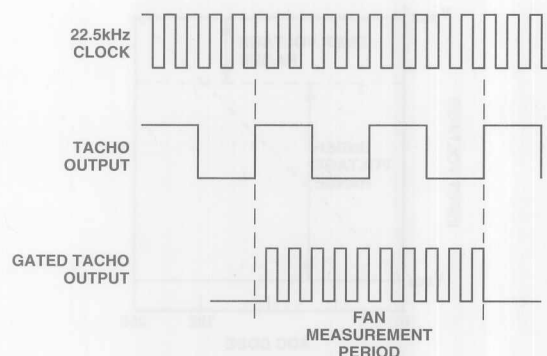 22.5kHz
CLOCK
TACHO
OUTPUT
GATED TACHO
OUTPUT
FAN
MEASUREMENT
PERIOD